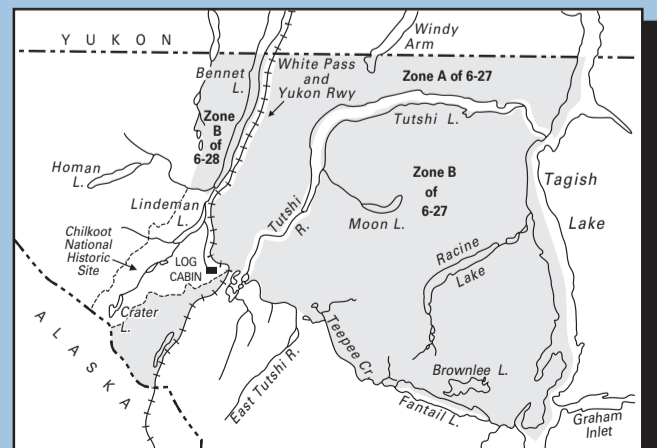 YUKON
Windy
Arm
Bennet
L.
White Pass
and
Yukon Rwy
Zone A of 6-27
Zone
B
of
6-28
Tutshi L.
Homan
L.
Zone B
of
6-27
Tagish
Lake
Lindeman
L.
Tutshi
R.
Moon L.
Chilkoot
National
Historic
Site
LOG
CABIN
Racine
Lake
Crater
L.
ALASKA
Teepee Cr
Brownlee L.
East Tutshi R.
Fantail L.
Graham
Inlet